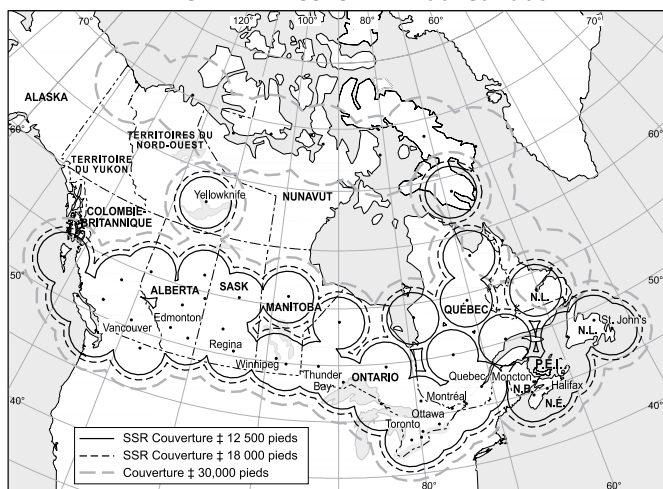 70°
120°
100°
80°
60°
70°
ALASKA
60°
TERRITOIRES DU
NORD-OUEST
TERRITOIRE
DU YUKON
60°
Yellowknife
NUNAVUT
COLOMBIE-
BRITANNIQUE
50°
50°
ALBERTA
SASK
MANITOBA
QUÉBEC
N.L.
St. John's
N.L.
Vancouver
Edmonton
Regina
Winnipeg
Thunder
Bay
ONTARIO
Quebec
Moncton
P.E.I.
N.B.
Halifax
N.É.
Montréal
Ottawa
Toronto
40°
40°
SSR Couverture ‡ 12 500 pieds
SSR Couverture ‡ 18 000 pieds
Couverture ‡ 30,000 pieds
80°
70°
60°